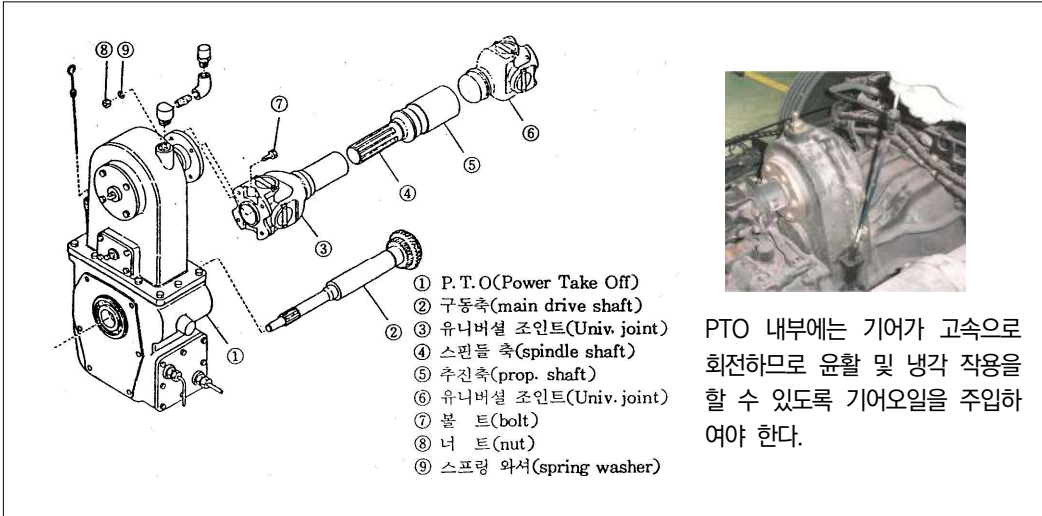 ⑧ ⑨
⑦
⑥
⑤
④
③
②
①
① P.T.O(Power Take Off)
② 구동축(main drive shaft)
③ 유니버셜 조인트(Univ. joint)
④ 스핀들 축(spindle shaft)
⑤ 추진축(prop. shaft)
⑥ 유니버셜 조인트(Univ. joint)
⑦ 볼 트(bolt)
⑧ 너 트(nut)
⑨ 스프링 와셔(spring washer)
PTO 내부에는 기어가 고속으로
회전하므로 윤활 및 냉각 작용을
할 수 있도록 기어오일을 주입하
여야 한다.